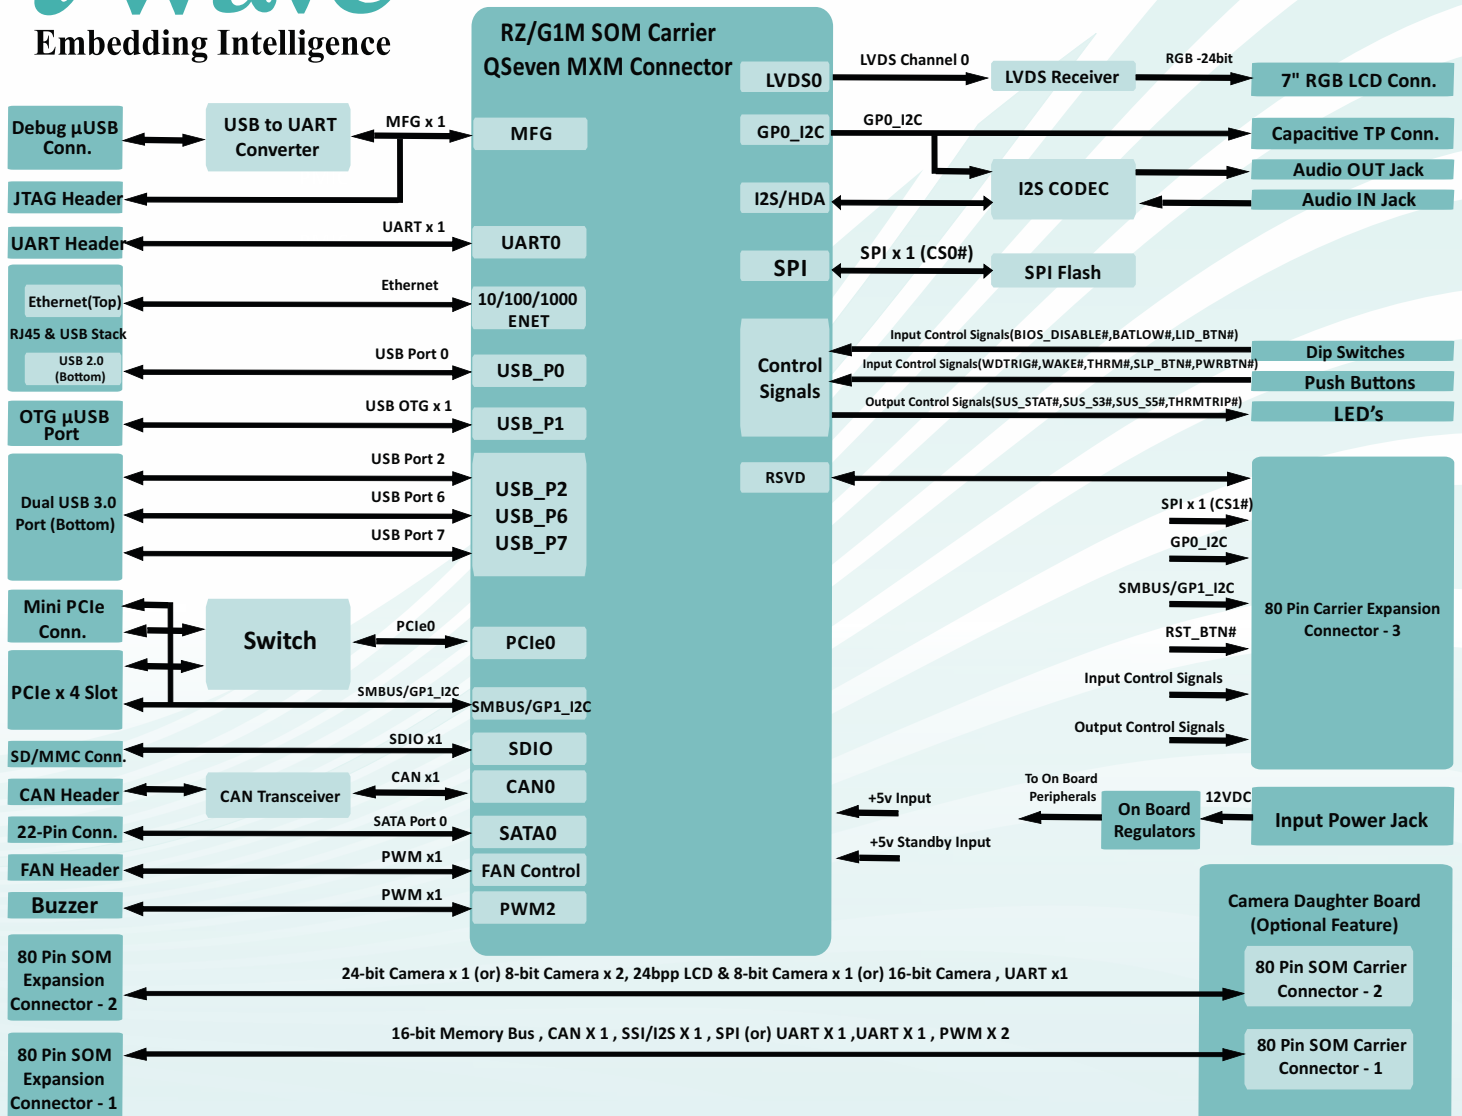 Embedding Intelligence
RZ/G1M SOM Carrier
QSeven MXM Connector
Debug µUSB
Conn.
USB to UART
Converter
MFG x 1
MFG
JTAG Header
UART Header
UART x 1
UART0
Ethernet(Top)
RJ45 & USB Stack
USB 2.0
(Bottom)
Ethernet
10/100/1000
ENET
USB Port 0
USB_P0
OTG µUSB
Port
USB OTG x 1
USB_P1
Dual USB 3.0
Port (Bottom)
USB Port 2
USB Port 6
USB Port 7
USB_P2
USB_P6
USB_P7
Mini PCIe
Conn.
Switch
PCIe0
PCIe0
PCIe x 4 Slot
SMBUS/GP1_I2C
SMBUS/GP1_I2C
SD/MMC Conn.
SDIO x1
SDIO
CAN Header
CAN Transceiver
CAN x1
CAN0
22-Pin Conn.
SATA Port 0
SATA0
FAN Header
PWM x1
FAN Control
Buzzer
PWM x1
PWM2
LVDS0
LVDS Channel 0
LVDS Receiver
RGB -24bit
7" RGB LCD Conn.
GP0_I2C
GP0_I2C
Capacitive TP Conn.
I2S/HDA
I2S CODEC
Audio OUT Jack
Audio IN Jack
SPI
SPI x 1 (CS0#)
SPI Flash
Control
Signals
Input Control Signals(BIOS_DISABLE#,BATLOW#,LID_BTN#)
Dip Switches
Input Control Signals(WDTRIG#,WAKE#,THRM#,SLP_BTN#,PWRBTN#)
Push Buttons
Output Control Signals(SUS_STAT#,SUS_S3#,SUS_S5#,THRMTRIP#)
LED's
RSVD
SPI x 1 (CS1#)
GP0_I2C
SMBUS/GP1_I2C
RST_BTN#
Input Control Signals
Output Control Signals
80 Pin Carrier Expansion
Connector - 3
+5v Input
+5v Standby Input
To On Board
Peripherals
On Board
Regulators
12VDC
Input Power Jack
Camera Daughter Board
(Optional Feature)
80 Pin SOM
Expansion
Connector - 2
24-bit Camera x 1 (or) 8-bit Camera x 2, 24bpp LCD & 8-bit Camera x 1 (or) 16-bit Camera , UART x1
80 Pin SOM Carrier
Connector - 2
80 Pin SOM
Expansion
Connector - 1
16-bit Memory Bus , CAN X 1 , SSI/I2S X 1 , SPI (or) UART X 1 ,UART X 1 , PWM X 2
80 Pin SOM Carrier
Connector - 1